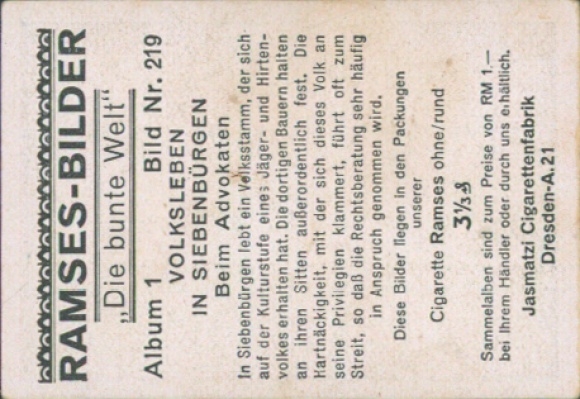 RAMSES-BILDER
„Die bunte Welt"
Album 1 Bild Nr. 219
VOLKSLEBEN
IN SIEBENBÜRGEN
Beim Advokaten
In Siebenbürgen lebt ein Volksstamm, der sich
auf der Kulturstufe eines Jäger- und Hirten-
volkes erhalten hat. Die dortigen Bauern halten
an ihren Sitten außerordentlich fest. Die
Hartnäckigkeit, mit der sich dieses Volk an
seine Privilegien klammert, führt oft zum
Streit, so daß die Rechtsberatung sehr häufig
in Anspruch genommen wird.
Diese Bilder liegen in den Packungen
unserer
Cigarette Ramses ohne/rund
3⅓ ₰
Sammelalben sind zum Preise von RM 1.—
bei Ihrem Händler oder durch uns erhältlich.
Jasmatzi Cigarettenfabrik
Dresden-A. 21